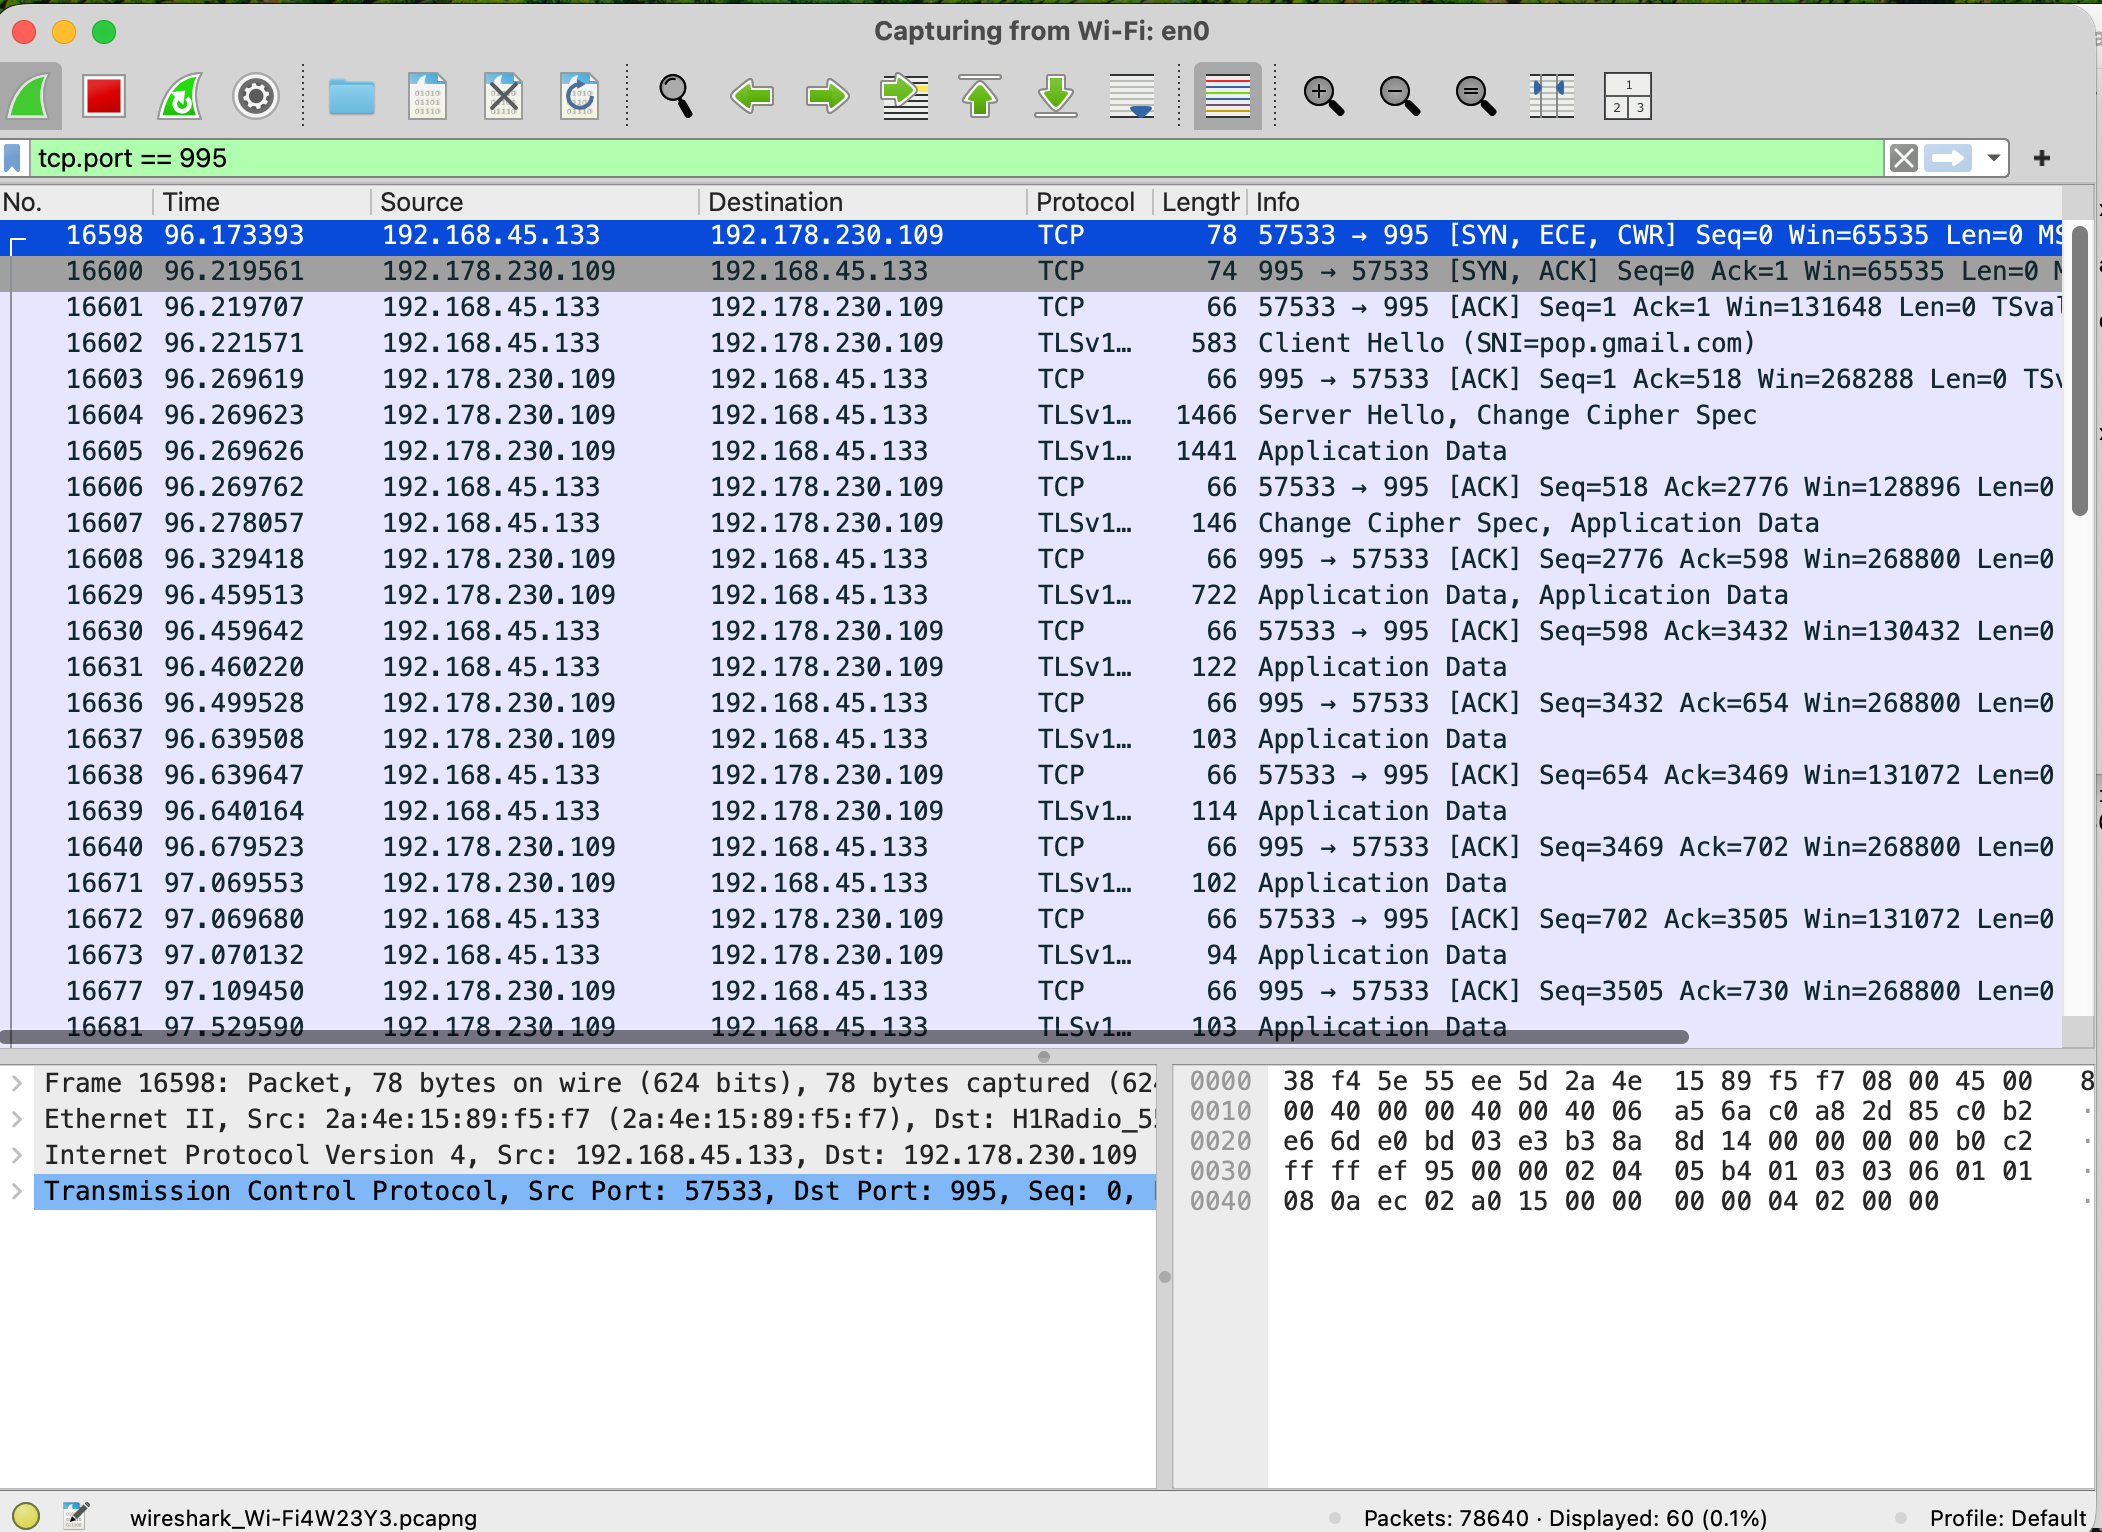 Capturing from Wi-Fi: en0
tcp.port == 995
No. Time Source Destination Protocol Length Info
16598 96.173393 192.168.45.133 192.178.230.109 TCP 78 57533 → 995 [SYN, ECE, CWR] Seq=0 Win=65535 Len=0 MS
16600 96.219561 192.178.230.109 192.168.45.133 TCP 74 995 → 57533 [SYN, ACK] Seq=0 Ack=1 Win=65535 Len=0 M
16601 96.219707 192.168.45.133 192.178.230.109 TCP 66 57533 → 995 [ACK] Seq=1 Ack=1 Win=131648 Len=0 TSval
16602 96.221571 192.168.45.133 192.178.230.109 TLSv1… 583 Client Hello (SNI=pop.gmail.com)
16603 96.269619 192.178.230.109 192.168.45.133 TCP 66 995 → 57533 [ACK] Seq=1 Ack=518 Win=268288 Len=0 TSv
16604 96.269623 192.178.230.109 192.168.45.133 TLSv1… 1466 Server Hello, Change Cipher Spec
16605 96.269626 192.178.230.109 192.168.45.133 TLSv1… 1441 Application Data
16606 96.269762 192.168.45.133 192.178.230.109 TCP 66 57533 → 995 [ACK] Seq=518 Ack=2776 Win=128896 Len=0
16607 96.278057 192.168.45.133 192.178.230.109 TLSv1… 146 Change Cipher Spec, Application Data
16608 96.329418 192.178.230.109 192.168.45.133 TCP 66 995 → 57533 [ACK] Seq=2776 Ack=598 Win=268800 Len=0
16629 96.459513 192.178.230.109 192.168.45.133 TLSv1… 722 Application Data, Application Data
16630 96.459642 192.168.45.133 192.178.230.109 TCP 66 57533 → 995 [ACK] Seq=598 Ack=3432 Win=130432 Len=0
16631 96.460220 192.168.45.133 192.178.230.109 TLSv1… 122 Application Data
16636 96.499528 192.178.230.109 192.168.45.133 TCP 66 995 → 57533 [ACK] Seq=3432 Ack=654 Win=268800 Len=0
16637 96.639508 192.178.230.109 192.168.45.133 TLSv1… 103 Application Data
16638 96.639647 192.168.45.133 192.178.230.109 TCP 66 57533 → 995 [ACK] Seq=654 Ack=3469 Win=131072 Len=0
16639 96.640164 192.168.45.133 192.178.230.109 TLSv1… 114 Application Data
16640 96.679523 192.178.230.109 192.168.45.133 TCP 66 995 → 57533 [ACK] Seq=3469 Ack=702 Win=268800 Len=0
16671 97.069553 192.178.230.109 192.168.45.133 TLSv1… 102 Application Data
16672 97.069680 192.168.45.133 192.178.230.109 TCP 66 57533 → 995 [ACK] Seq=702 Ack=3505 Win=131072 Len=0
16673 97.070132 192.168.45.133 192.178.230.109 TLSv1… 94 Application Data
16677 97.109450 192.178.230.109 192.168.45.133 TCP 66 995 → 57533 [ACK] Seq=3505 Ack=730 Win=268800 Len=0
16681 97.529590 192.178.230.109 192.168.45.133 TLSv1… 103 Application Data
Frame 16598: Packet, 78 bytes on wire (624 bits), 78 bytes captured (624
Ethernet II, Src: 2a:4e:15:89:f5:f7 (2a:4e:15:89:f5:f7), Dst: H1Radio_55
Internet Protocol Version 4, Src: 192.168.45.133, Dst: 192.178.230.109
Transmission Control Protocol, Src Port: 57533, Dst Port: 995, Seq: 0,
0000 38 f4 5e 55 ee 5d 2a 4e 15 89 f5 f7 08 00 45 00 8
0010 00 40 00 00 40 00 40 06 a5 6a c0 a8 2d 85 c0 b2 ·
0020 e6 6d e0 bd 03 e3 b3 8a 8d 14 00 00 00 00 b0 c2 ·
0030 ff ff ef 95 00 00 02 04 05 b4 01 03 03 06 01 01 ·
0040 08 0a ec 02 a0 15 00 00 00 00 04 02 00 00 ·
wireshark_Wi-Fi4W23Y3.pcapng
Packets: 78640 · Displayed: 60 (0.1%)
Profile: Default